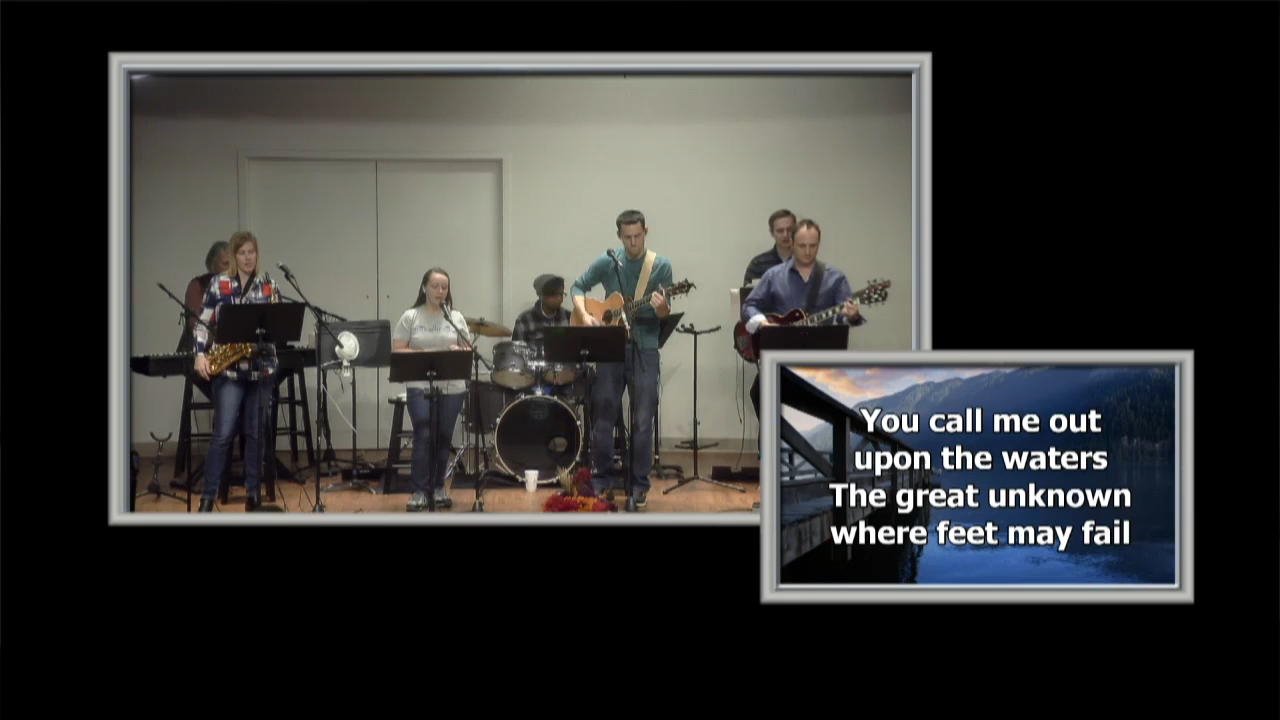 You call me out
upon the waters
The great unknown
where feet may fail